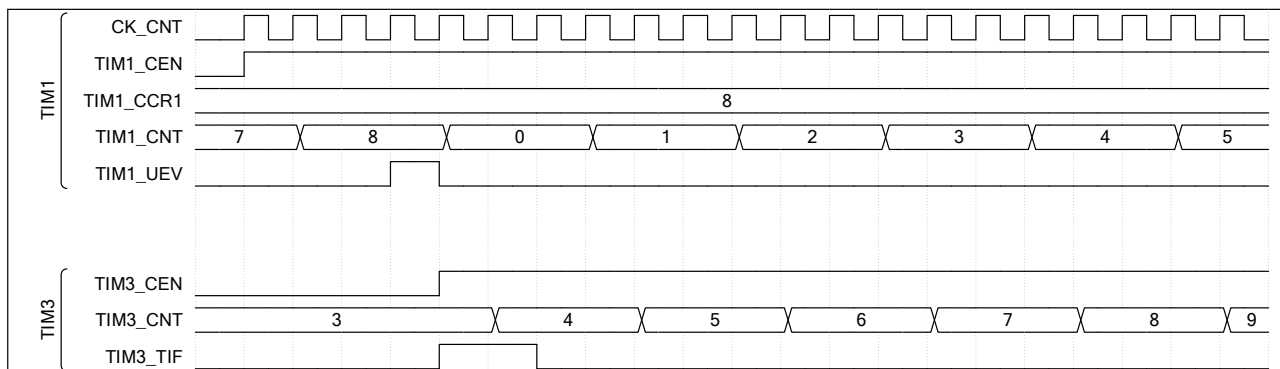 TIM1
CK_CNT
TIM1_CEN
TIM1_CCR1 8
TIM1_CNT 7 8 0 1 2 3 4 5
TIM1_UEV
TIM3
TIM3_CEN
TIM3_CNT 3 4 5 6 7 8 9
TIM3_TIF